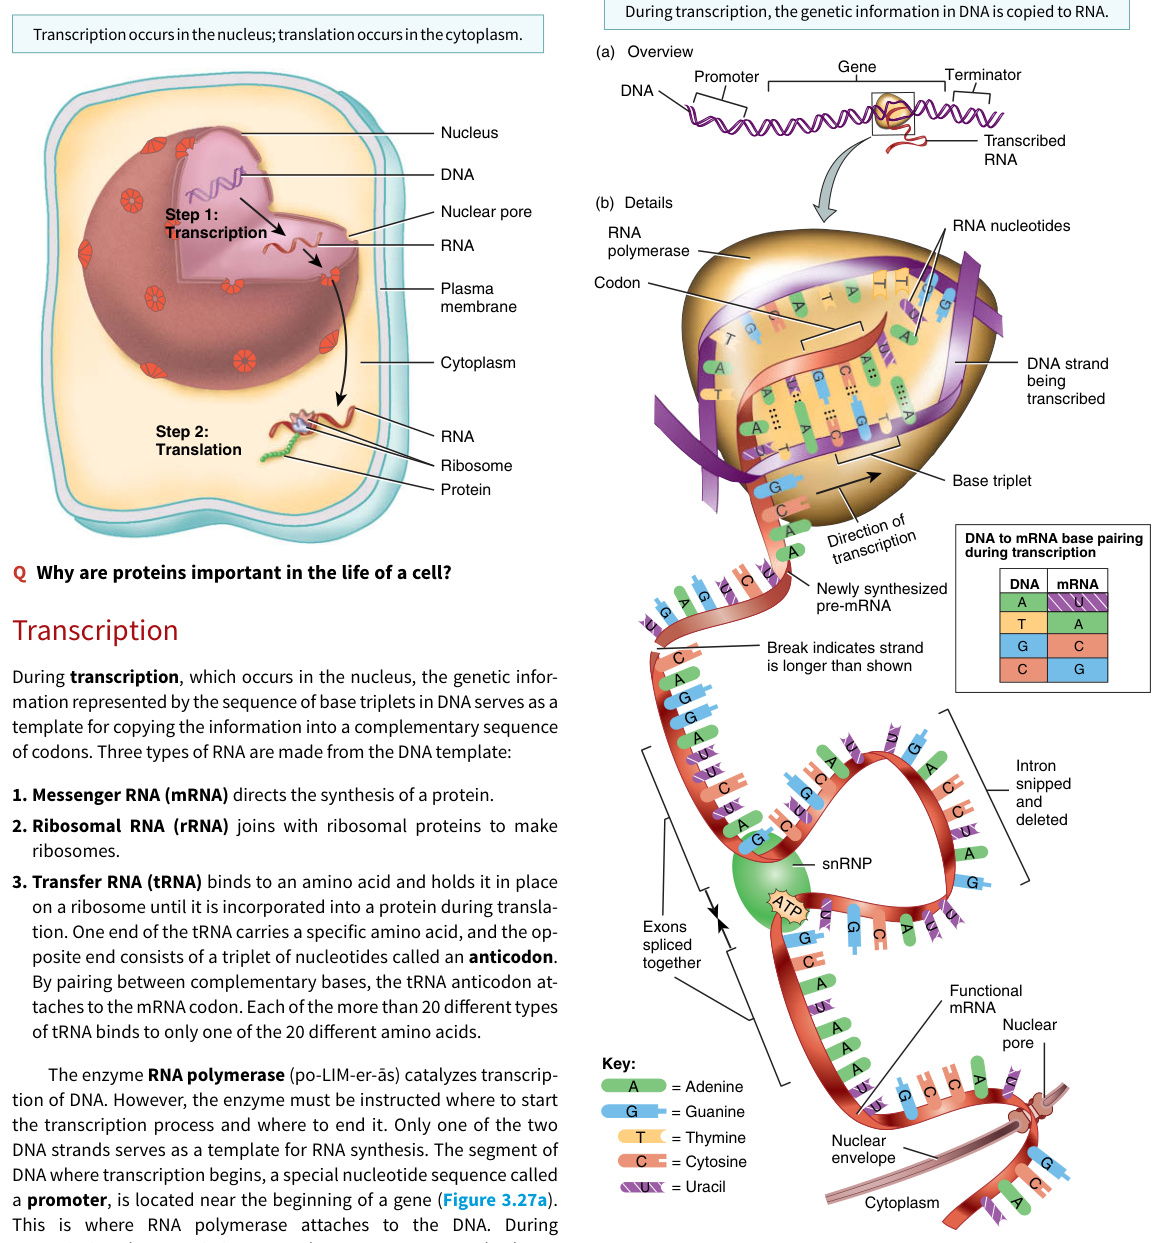 Transcription occurs in the nucleus; translation occurs in the cytoplasm.
Nucleus
DNA
Nuclear pore
Step 1:
Transcription
RNA
Plasma
membrane
Cytoplasm
Step 2:
Translation
RNA
Ribosome
Protein
Q Why are proteins important in the life of a cell?
Transcription
During transcription, which occurs in the nucleus, the genetic infor-
mation represented by the sequence of base triplets in DNA serves as a
template for copying the information into a complementary sequence
of codons. Three types of RNA are made from the DNA template:
1. Messenger RNA (mRNA) directs the synthesis of a protein.
2. Ribosomal RNA (rRNA) joins with ribosomal proteins to make
ribosomes.
3. Transfer RNA (tRNA) binds to an amino acid and holds it in place
on a ribosome until it is incorporated into a protein during transla-
tion. One end of the tRNA carries a specific amino acid, and the op-
posite end consists of a triplet of nucleotides called an anticodon.
By pairing between complementary bases, the tRNA anticodon at-
taches to the mRNA codon. Each of the more than 20 different types
of tRNA binds to only one of the 20 different amino acids.
The enzyme RNA polymerase (po-LIM-er-ās) catalyzes transcrip-
tion of DNA. However, the enzyme must be instructed where to start
the transcription process and where to end it. Only one of the two
DNA strands serves as a template for RNA synthesis. The segment of
DNA where transcription begins, a special nucleotide sequence called
a promoter, is located near the beginning of a gene (Figure 3.27a).
This is where RNA polymerase attaches to the DNA. During
During transcription, the genetic information in DNA is copied to RNA.
(a) Overview
Gene
Promoter
Terminator
DNA
Transcribed
RNA
(b) Details
RNA
polymerase
RNA nucleotides
Codon
DNA strand
being
transcribed
Base triplet
Direction of
transcription
Newly synthesized
pre-mRNA
Break indicates strand
is longer than shown
DNA to mRNA base pairing
during transcription
DNA mRNA
A U
T A
G C
C G
Intron
snipped
and
deleted
snRNP
ATP
Exons
spliced
together
Functional
mRNA
Nuclear
pore
Key:
A = Adenine
G = Guanine
T = Thymine
C = Cytosine
U = Uracil
Nuclear
envelope
Cytoplasm